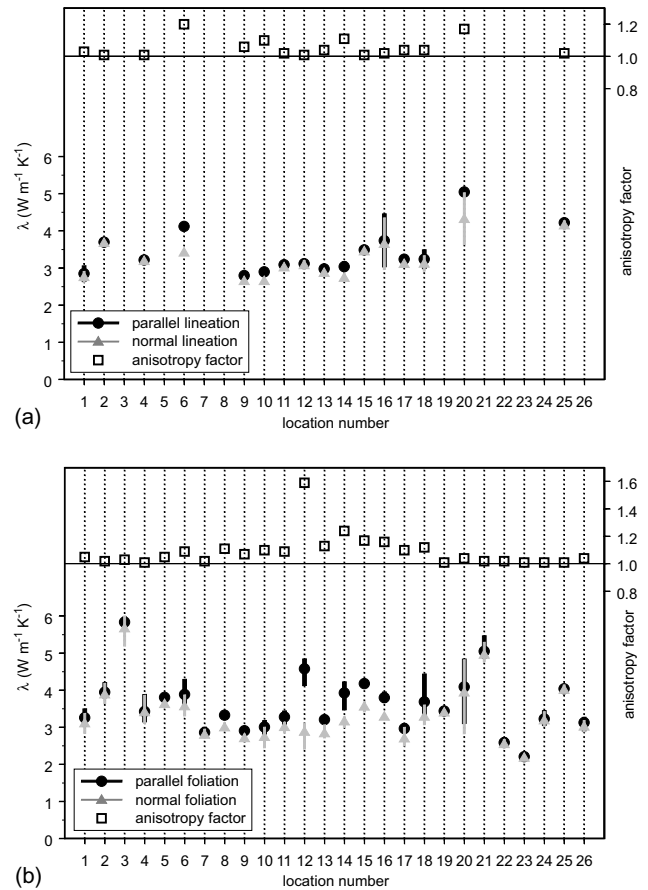 1.2
1.0
0.8
anisotropy factor
λ (W m⁻¹ K⁻¹)
6
5
4
3
2
1
0
parallel lineation
normal lineation
anisotropy factor
1 2 3 4 5 6 7 8 9 10 11 12 13 14 15 16 17 18 19 20 21 22 23 24 25 26
location number
(a)
1.6
1.4
1.2
1.0
0.8
anisotropy factor
λ (W m⁻¹ K⁻¹)
6
5
4
3
2
1
0
parallel foliation
normal foliation
anisotropy factor
1 2 3 4 5 6 7 8 9 10 11 12 13 14 15 16 17 18 19 20 21 22 23 24 25 26
location number
(b)